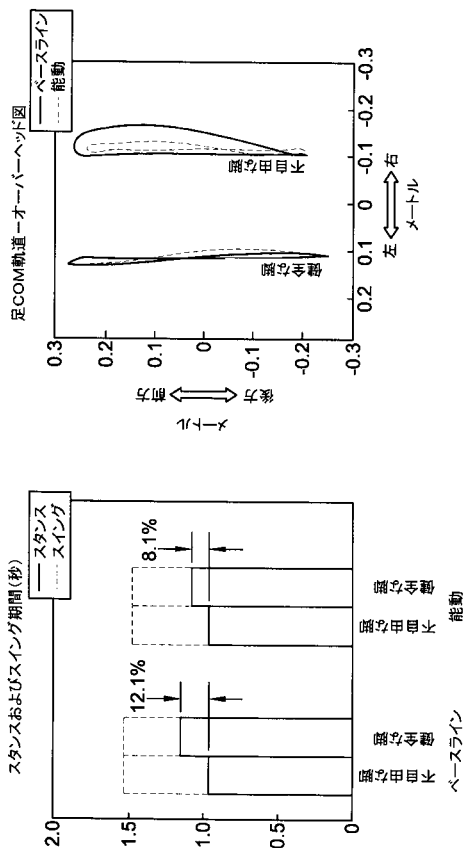 スタンスおよびスイング期間(秒)
スタンス
スイング
2.0
1.5
1.0
0.5
0
12.1%
8.1%
不自由な脚
健全な脚
不自由な脚
健全な脚
ベースライン
能動
足COM軌道－オーバーヘッド図
ベースライン
能動
0.3
0.2
0.1
0
-0.1
-0.2
-0.3
メートル
後方
前方
健全な脚
不自由な脚
0.2
0.1
0
-0.1
-0.2
-0.3
左
右
メートル